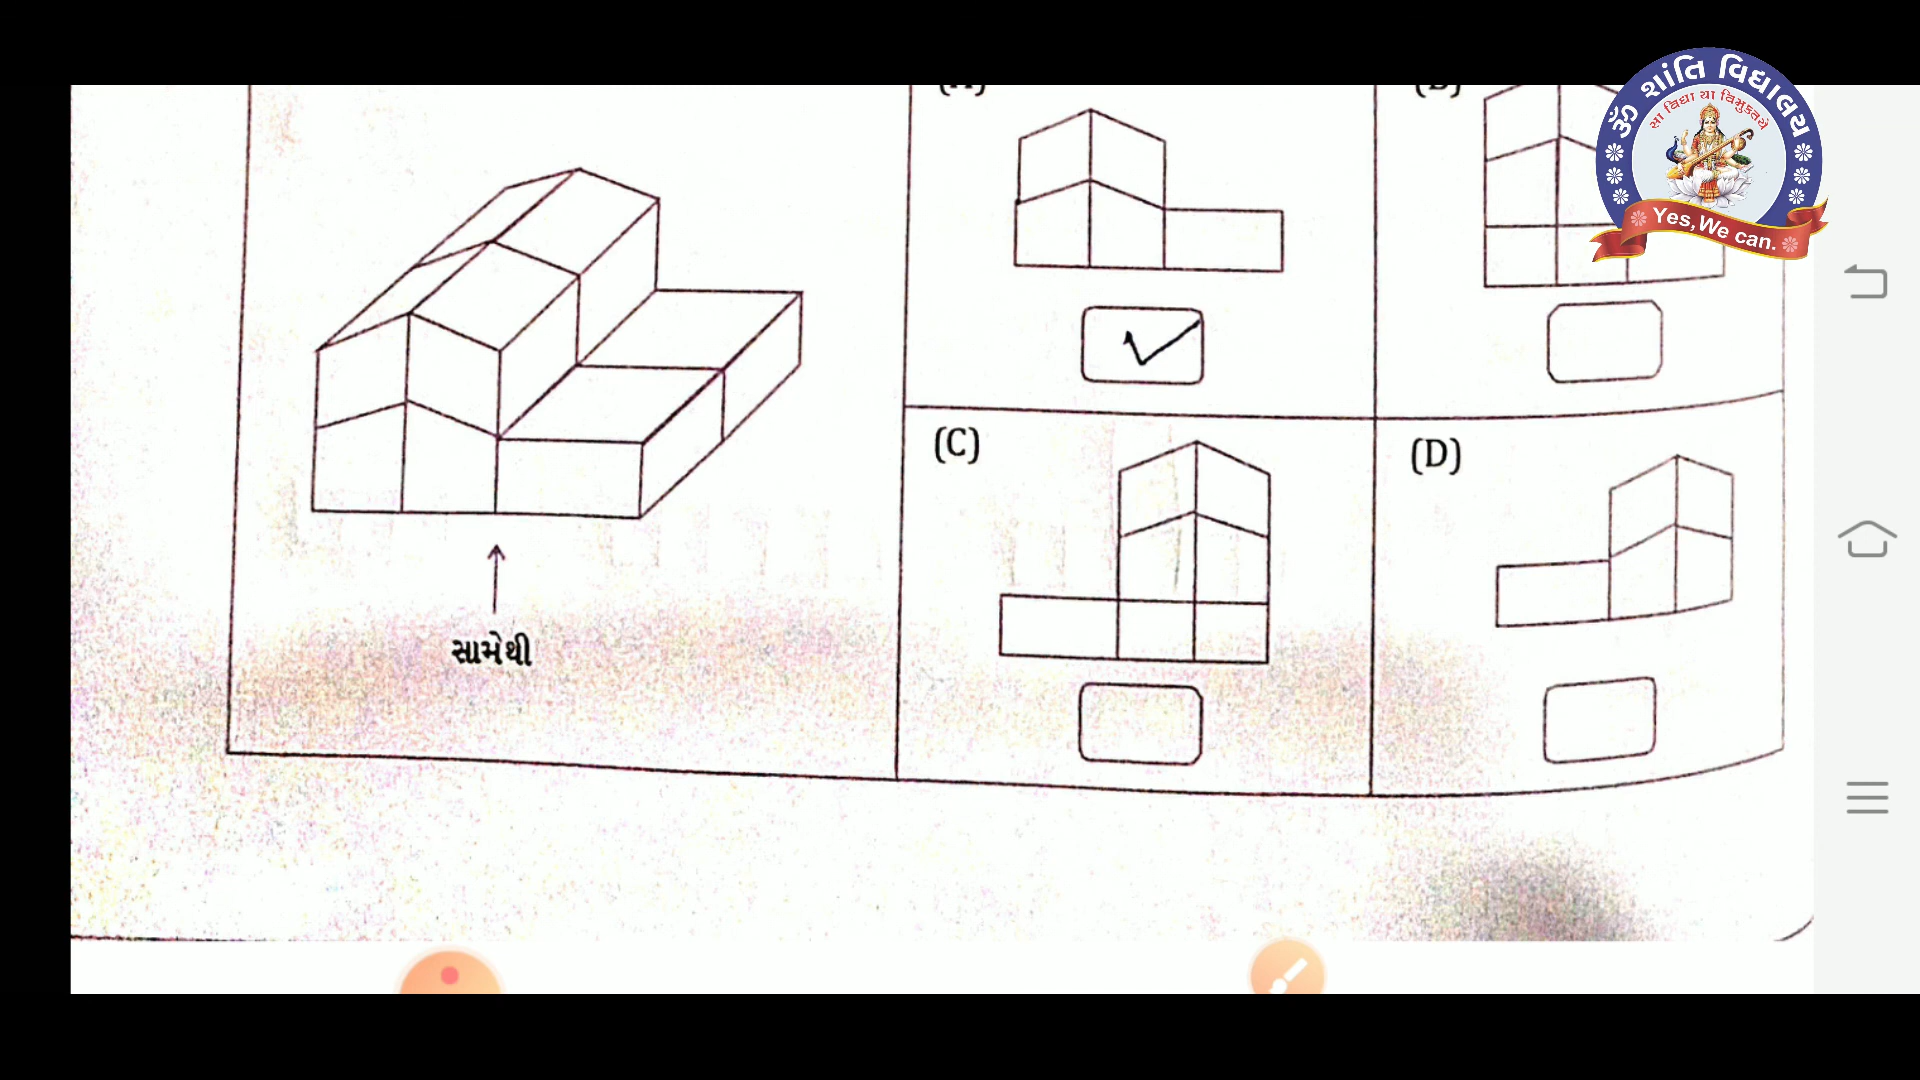 ૐ શાંતિ વિદ્યાલય
સા વિદ્યા યા વિમુક્તયે
Yes, We can.
(C)
(D)
સામેથી